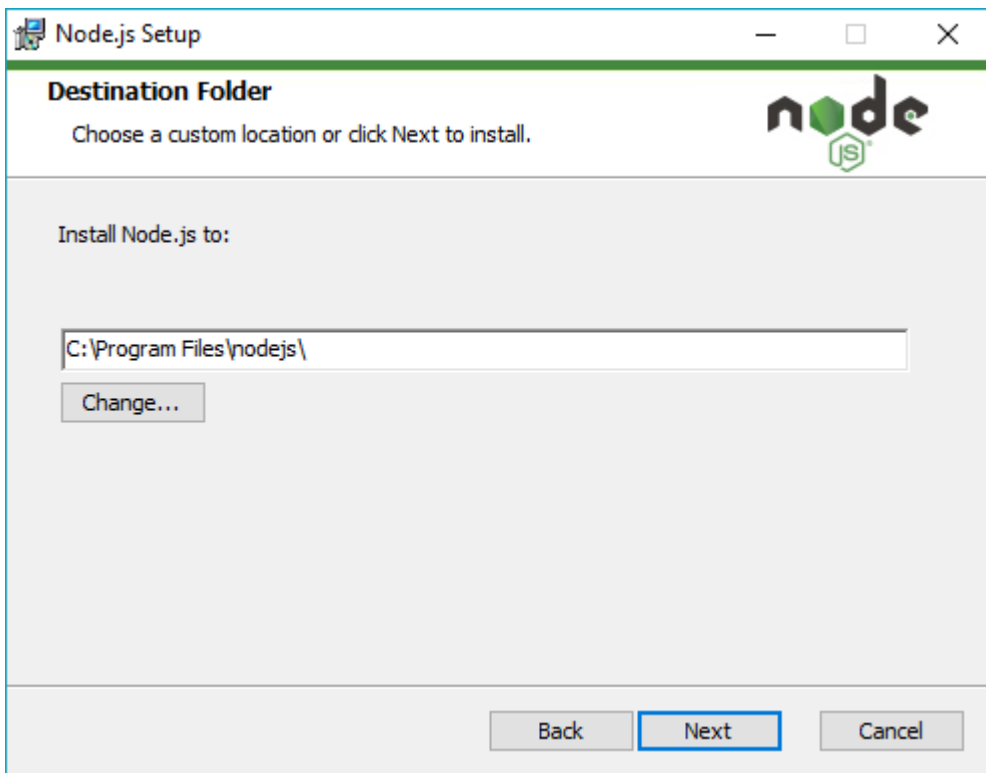 Node.js Setup
Destination Folder
Choose a custom location or click Next to install.
node
JS®
Install Node.js to:
C:\Program Files\nodejs\
Change...
Back Next Cancel